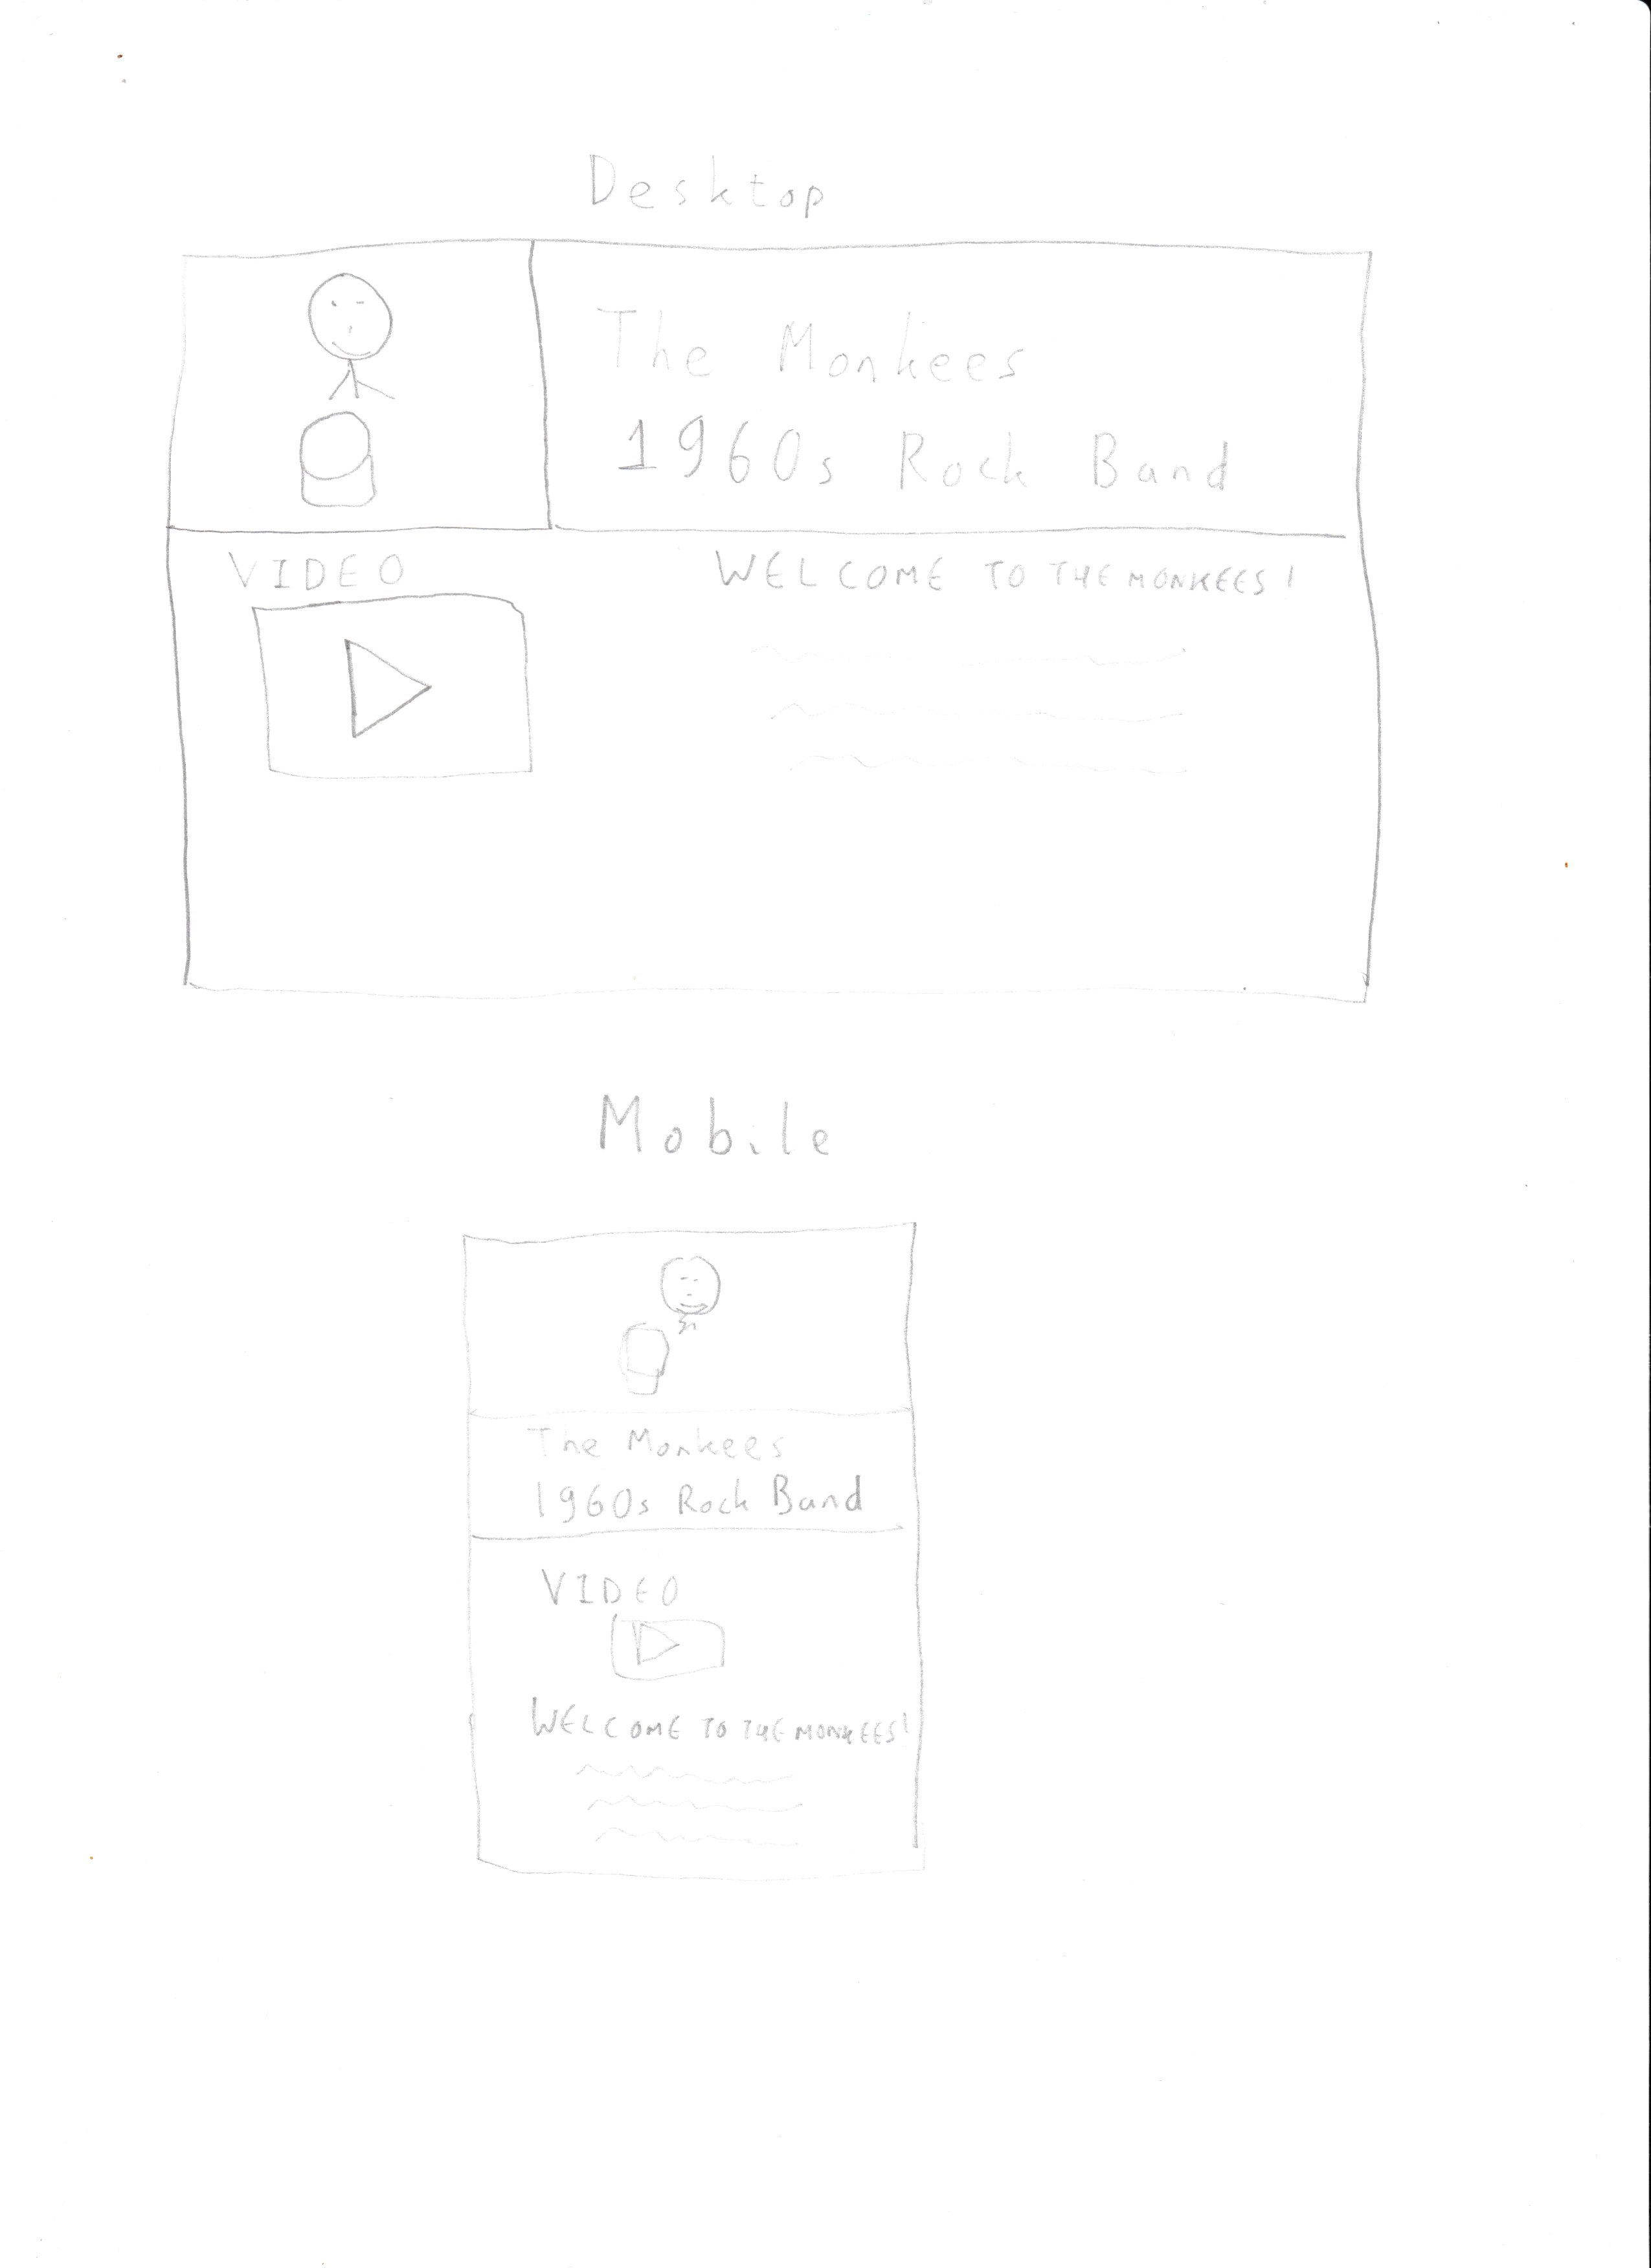 Desktop
The Monkees
1960s Rock Band
VIDEO
WELCOME TO THE MONKEES!
Mobile
The Monkees
1960s Rock Band
VIDEO
WELCOME TO THE MONKEES!